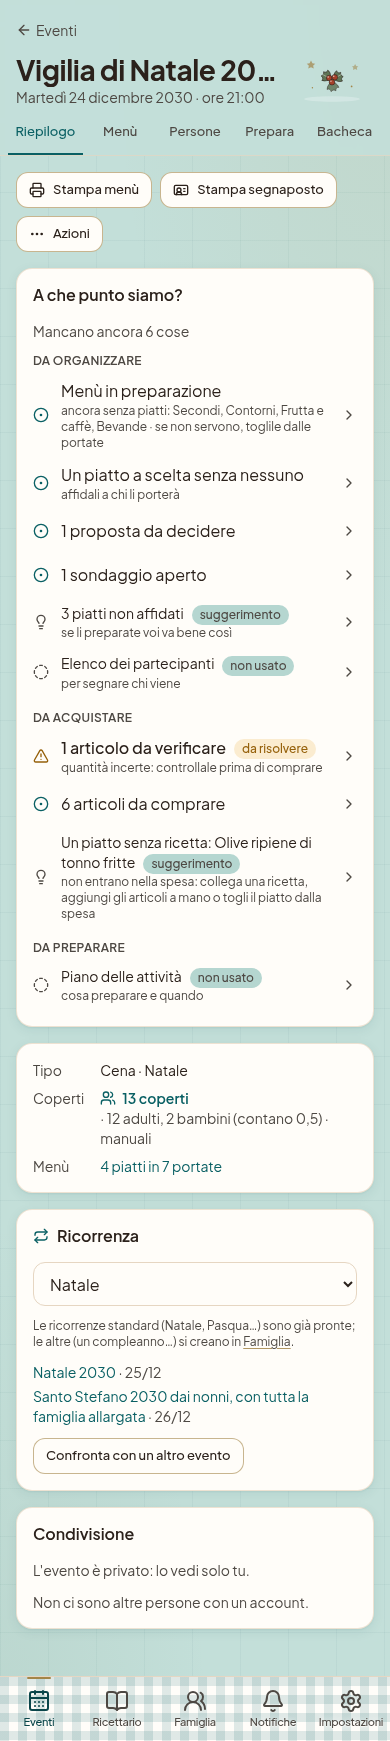 Eventi
Vigilia di Natale 20...
Martedì 24 dicembre 2030 · ore 21:00
Riepilogo Menù Persone Prepara Bacheca
Stampa menù Stampa segnaposto
Azioni
A che punto siamo?
Mancano ancora 6 cose
DA ORGANIZZARE
Menù in preparazione
ancora senza piatti: Secondi, Contorni, Frutta e
caffè, Bevande · se non servono, toglile dalle
portate
Un piatto a scelta senza nessuno
affidali a chi li porterà
1 proposta da decidere
1 sondaggio aperto
3 piatti non affidati suggerimento
se li preparate voi va bene così
Elenco dei partecipanti non usato
per segnare chi viene
DA ACQUISTARE
1 articolo da verificare da risolvere
quantità incerte: controllale prima di comprare
6 articoli da comprare
Un piatto senza ricetta: Olive ripiene di
tonno fritte suggerimento
non entrano nella spesa: collega una ricetta,
aggiungi gli articoli a mano o togli il piatto dalla
spesa
DA PREPARARE
Piano delle attività non usato
cosa preparare e quando
Tipo Cena · Natale
Coperti 13 coperti
· 12 adulti, 2 bambini (contano 0,5) ·
manuali
Menù 4 piatti in 7 portate
Ricorrenza
Natale
Le ricorrenze standard (Natale, Pasqua…) sono già pronte;
le altre (un compleanno…) si creano in Famiglia.
Natale 2030 · 25/12
Santo Stefano 2030 dai nonni, con tutta la
famiglia allargata · 26/12
Confronta con un altro evento
Condivisione
L'evento è privato: lo vedi solo tu.
Non ci sono altre persone con un account.
Eventi Ricettario Famiglia Notifiche Impostazioni